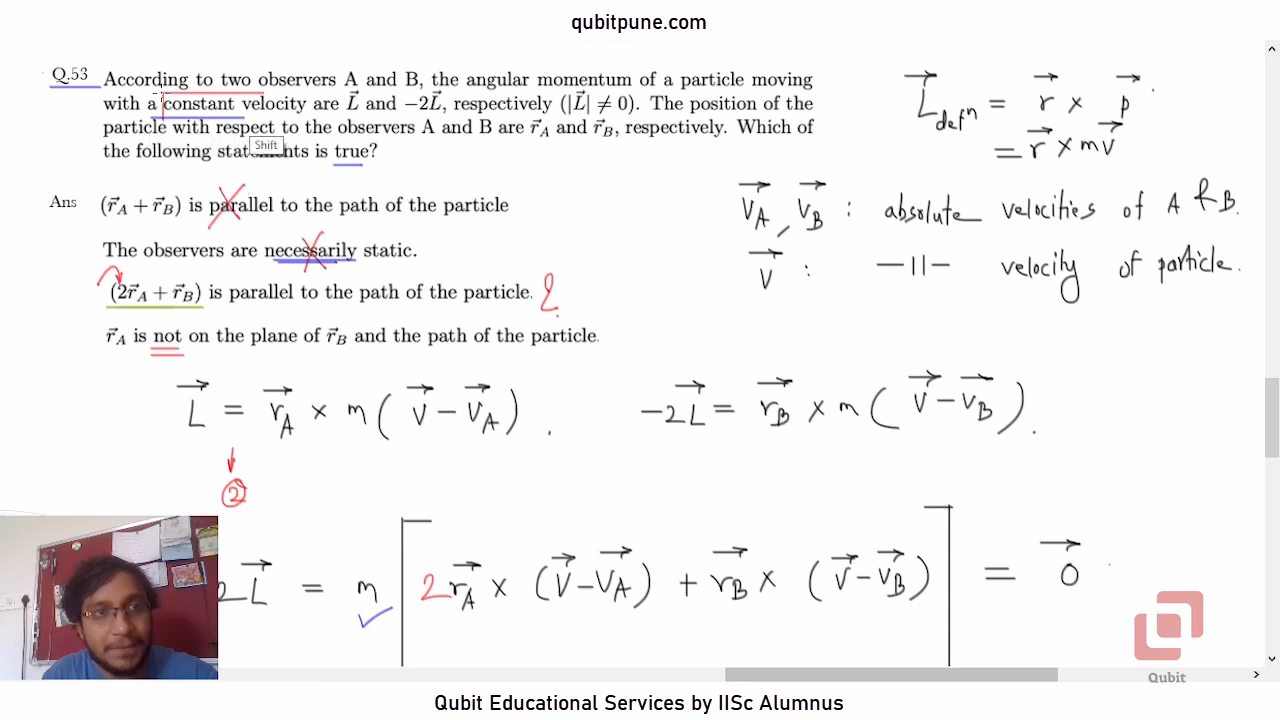 qubitpune.com
Q.53 According to two observers A and B, the angular momentum of a particle moving
with a constant velocity are L⃗ and −2L⃗, respectively (|L⃗| ≠ 0). The position of the
particle with respect to the observers A and B are r⃗_A and r⃗_B, respectively. Which of
the following statements is true?
Shift
Ans (r⃗_A + r⃗_B) is parallel to the path of the particle
The observers are necessarily static.
(2r⃗_A + r⃗_B) is parallel to the path of the particle.
r⃗_A is not on the plane of r⃗_B and the path of the particle.
L⃗_defn = r⃗ × p⃗.
= r⃗ × mv⃗
v⃗_A, v⃗_B : absolute velocities of A & B.
v⃗ : —11— velocity of particle.
L⃗ = r⃗_A × m(v⃗ − v⃗_A).
−2L⃗ = r⃗_B × m(v⃗ − v⃗_B).
2
2L⃗ = m[2r⃗_A × (v⃗ − v⃗_A) + r⃗_B × (v⃗ − v⃗_B)] = 0⃗
Qubit
Qubit Educational Services by IISc Alumnus